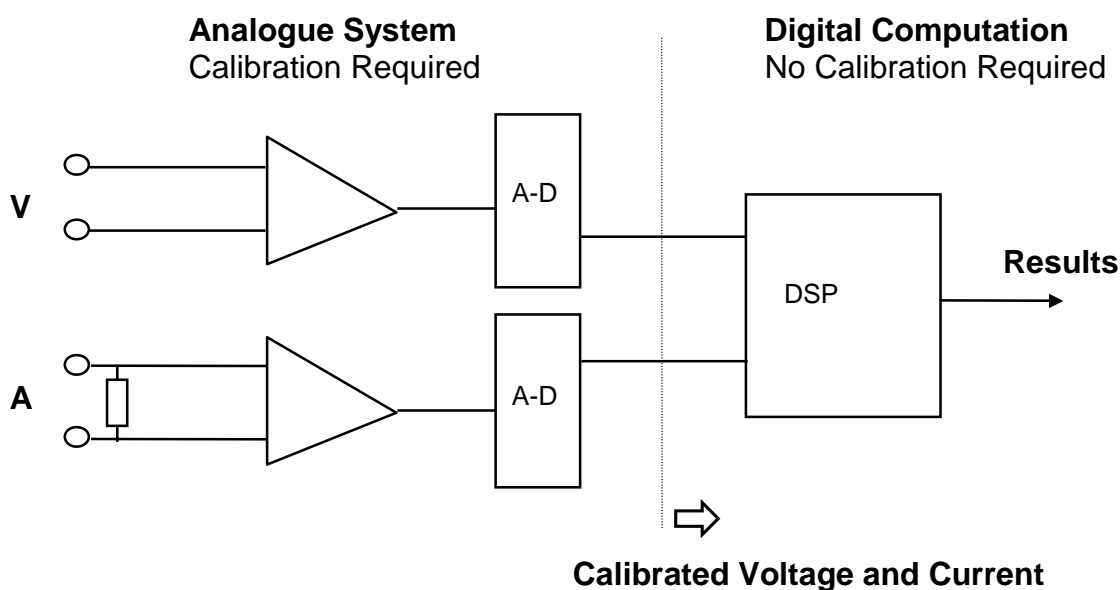 Analogue System
Calibration Required
Digital Computation
No Calibration Required
V
A-D
DSP
Results
A
A-D
Calibrated Voltage and Current